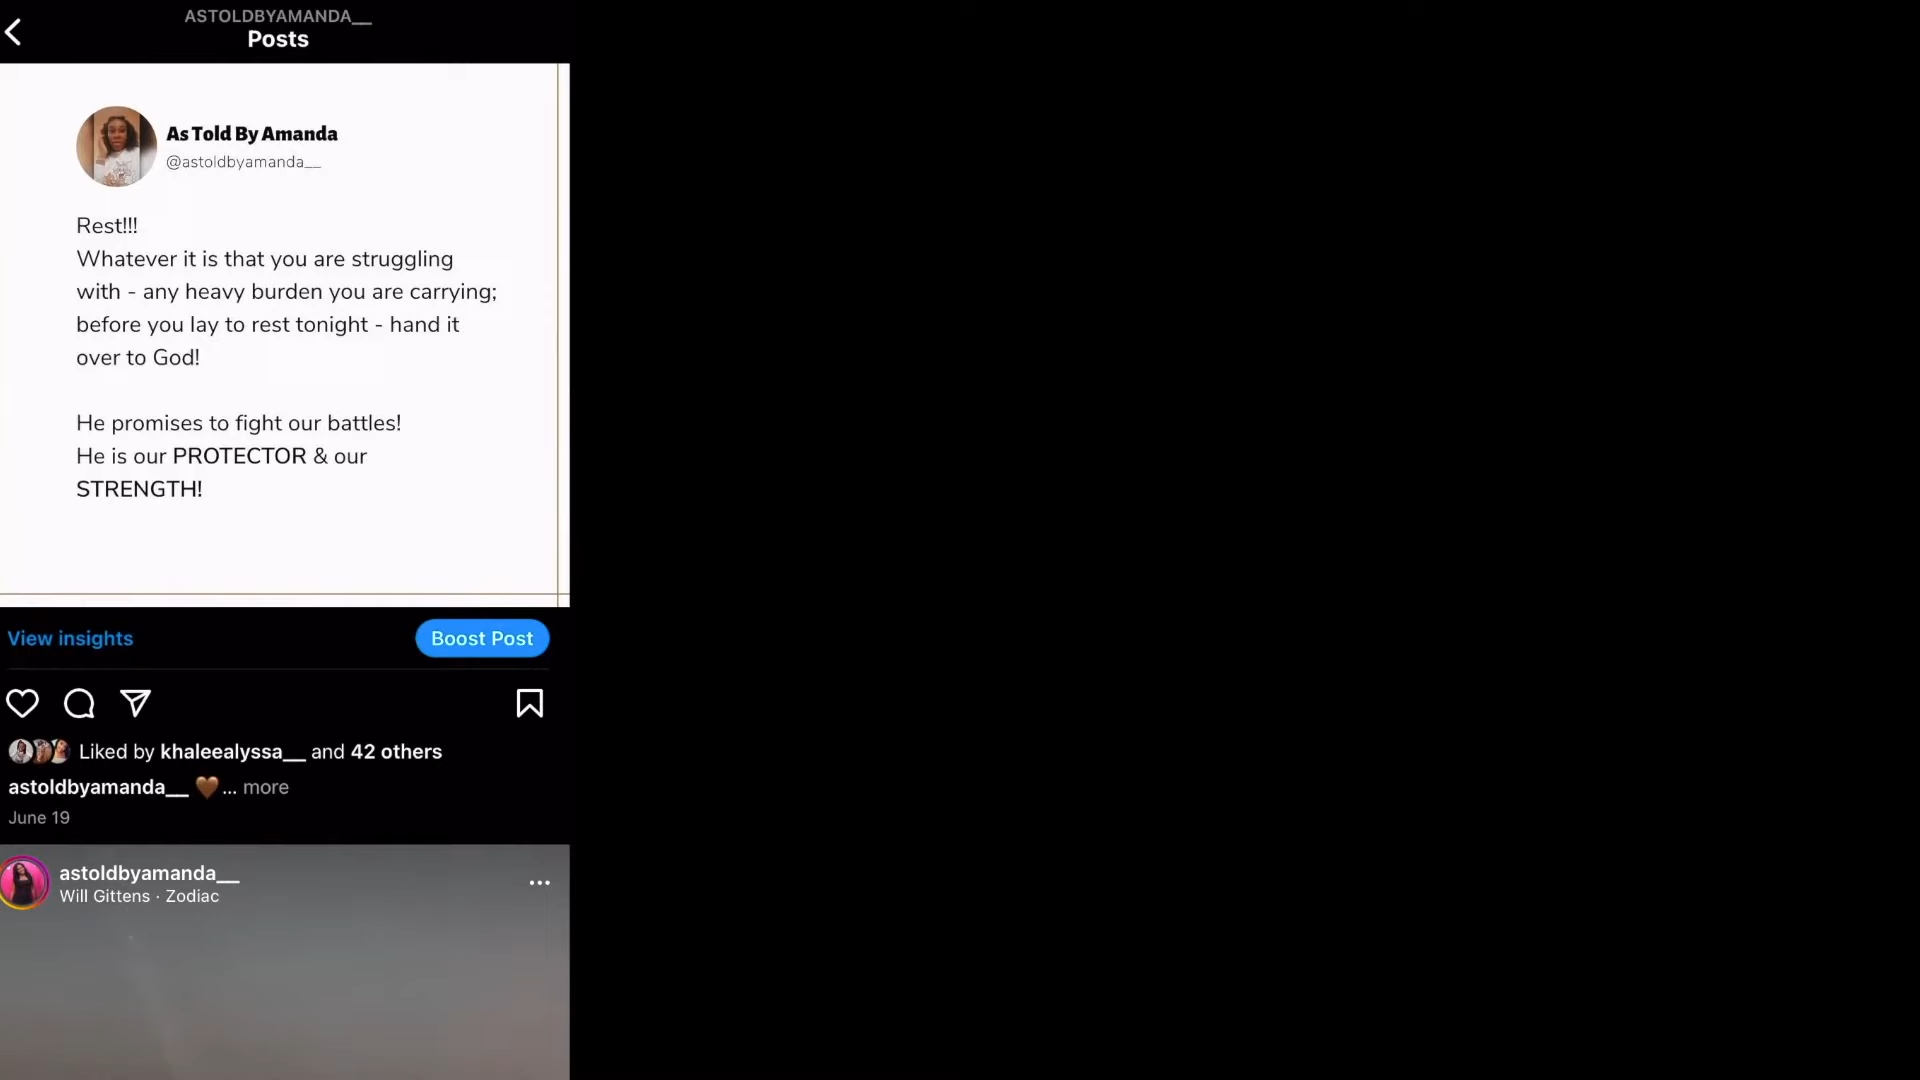 ASTOLDBYAMANDA__
Posts
As Told By Amanda
@astoldbyamanda__
Rest!!!
Whatever it is that you are struggling
with - any heavy burden you are carrying;
before you lay to rest tonight - hand it
over to God!
He promises to fight our battles!
He is our PROTECTOR & our
STRENGTH!
View insights
Boost Post
Liked by khaleealyssa__ and 42 others
astoldbyamanda__ 🤎... more
June 19
astoldbyamanda__
Will Gittens · Zodiac